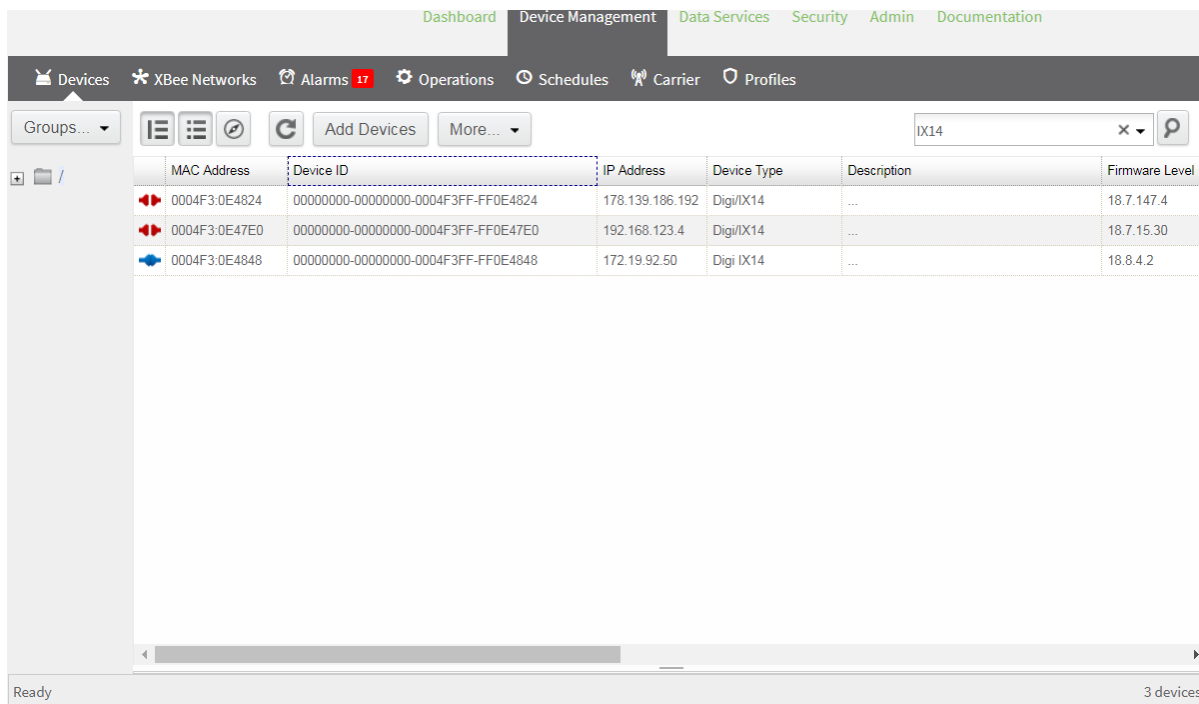 Dashboard Device Management Data Services Security Admin Documentation
Devices XBee Networks Alarms 17 Operations Schedules Carrier Profiles
Groups... Add Devices More... IX14
/
MAC Address Device ID IP Address Device Type Description Firmware Level
0004F3:0E4824 00000000-00000000-0004F3FF-FF0E4824 178.139.186.192 Digi/IX14 ... 18.7.147.4
0004F3:0E47E0 00000000-00000000-0004F3FF-FF0E47E0 192.168.123.4 Digi/IX14 ... 18.7.15.30
0004F3:0E4848 00000000-00000000-0004F3FF-FF0E4848 172.19.92.50 Digi IX14 ... 18.8.4.2
Ready 3 devices